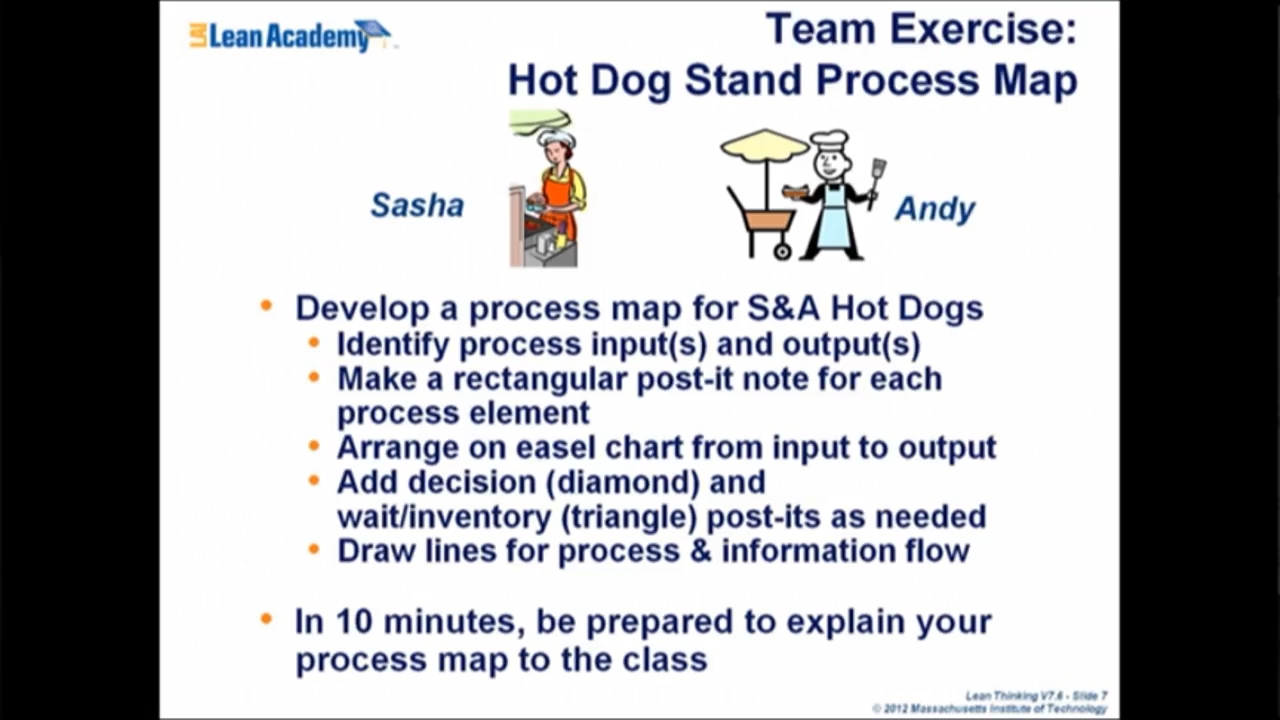 LAI Lean Academy
Team Exercise:
Hot Dog Stand Process Map
Sasha
Andy
• Develop a process map for S&A Hot Dogs
• Identify process input(s) and output(s)
• Make a rectangular post-it note for each
process element
• Arrange on easel chart from input to output
• Add decision (diamond) and
wait/inventory (triangle) post-its as needed
• Draw lines for process & information flow
• In 10 minutes, be prepared to explain your
process map to the class
Lean Thinking V7.6 - Slide 7
© 2012 Massachusetts Institute of Technology